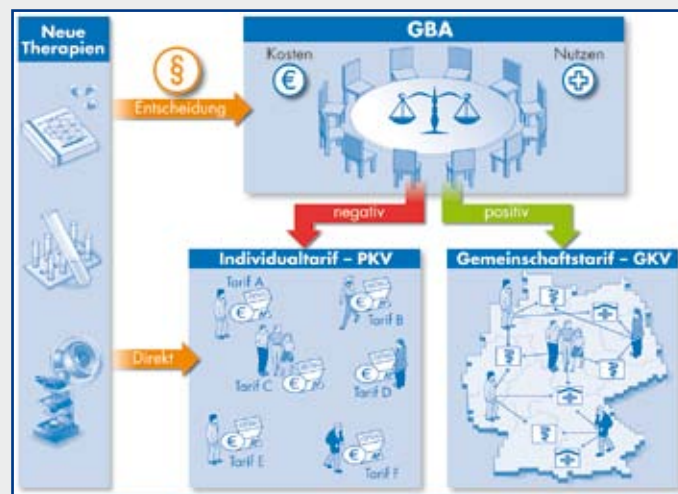 Neue
Therapien
§
Entscheidung
GBA
Kosten
€
Nutzen
negativ
positiv
Direkt
Individualtarif – PKV
Tarif A
Tarif B
Tarif C
Tarif D
Tarif E
Tarif F
Gemeinschaftstarif – GKV